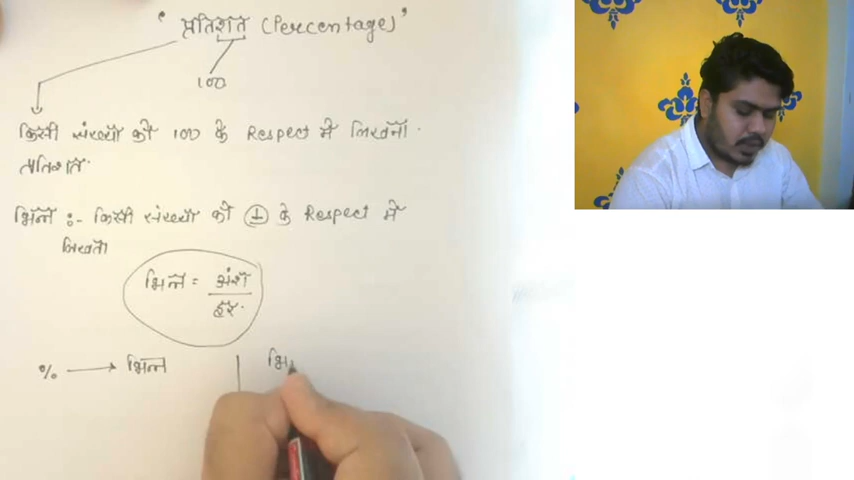 ' प्रतिशत (Percentage)'
100
किसी संख्या को 100 के Respect में लिखना
प्रतिशत
भिन्न :- किसी संख्या को 1 के Respect में
लिखना
भिन्न = अंश
हर
% → भिन्न | भि